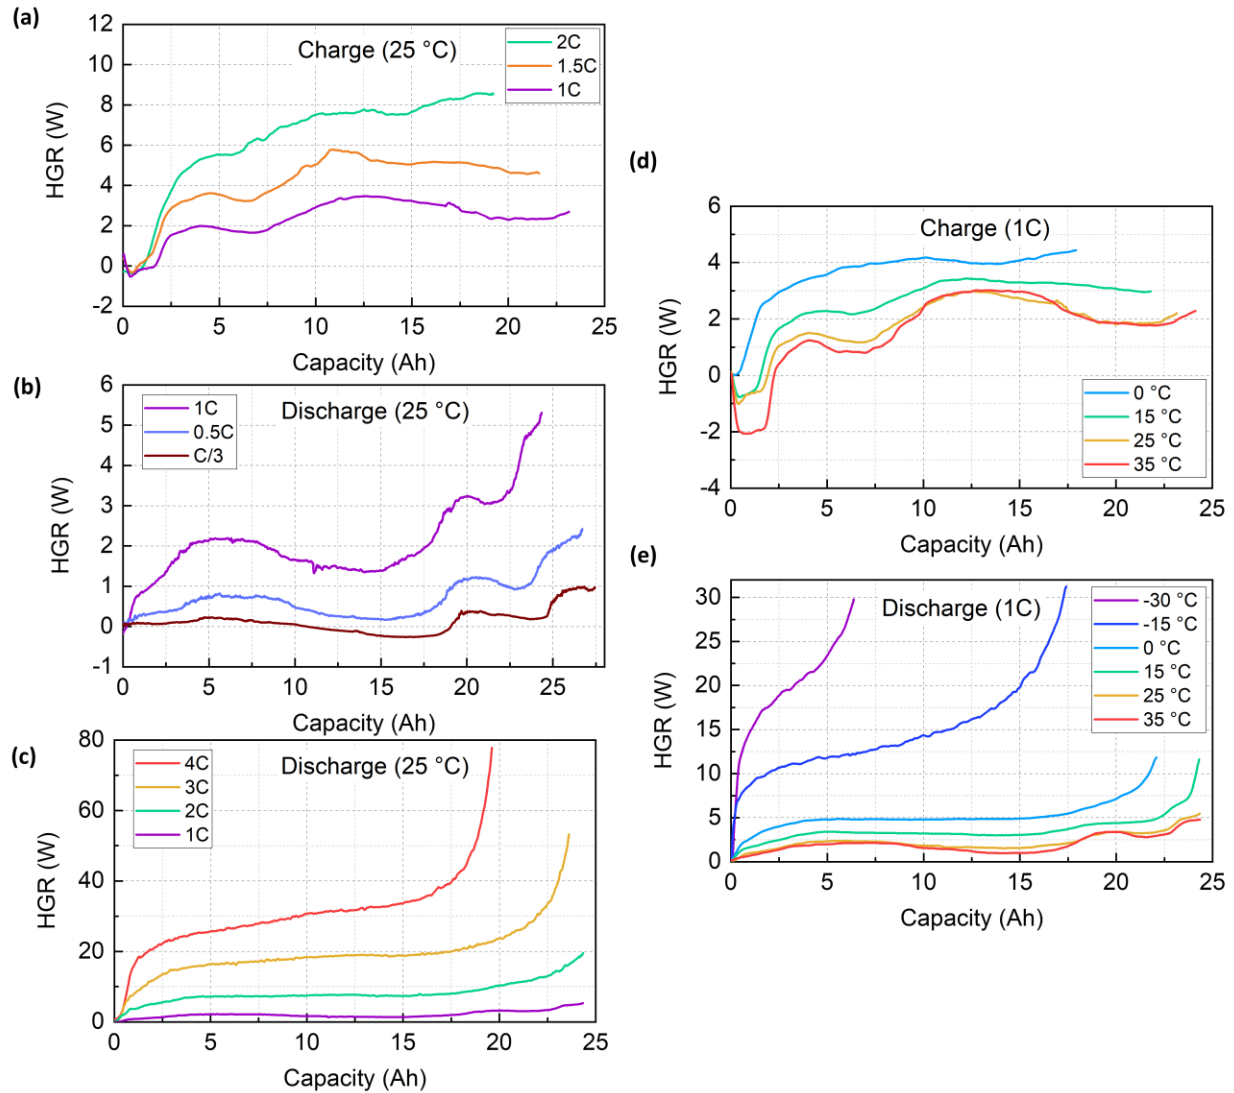 (a)
12
10
8
6
4
2
0
-2
HGR (W)
Charge (25 °C)
2C
1.5C
1C
0 5 10 15 20 25
Capacity (Ah)
(b)
6
5
4
3
2
1
0
-1
HGR (W)
Discharge (25 °C)
1C
0.5C
C/3
0 5 10 15 20 25
Capacity (Ah)
(c)
80
60
40
20
0
HGR (W)
Discharge (25 °C)
4C
3C
2C
1C
0 5 10 15 20 25
Capacity (Ah)
(d)
6
4
2
0
-2
-4
HGR (W)
Charge (1C)
0 °C
15 °C
25 °C
35 °C
0 5 10 15 20 25
Capacity (Ah)
(e)
30
25
20
15
10
5
0
HGR (W)
Discharge (1C)
-30 °C
-15 °C
0 °C
15 °C
25 °C
35 °C
0 5 10 15 20 25
Capacity (Ah)